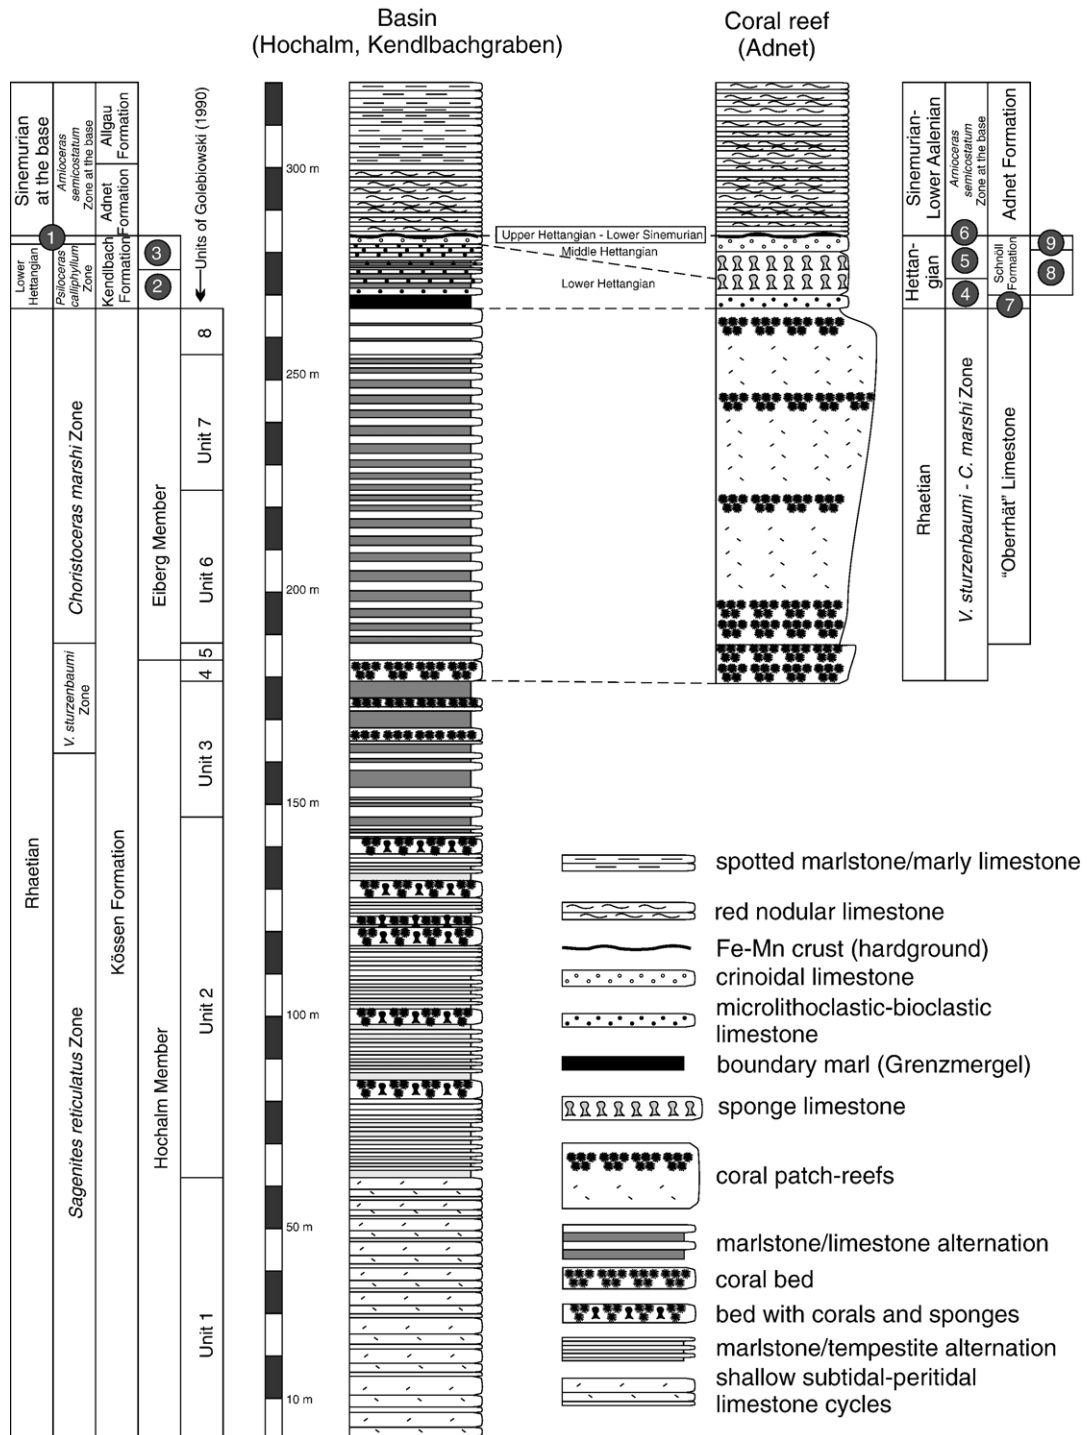 Basin
(Hochalm, Kendlbachgraben)
Coral reef
(Adnet)
Sinemurian
at the base
Arnioceras
semicostatum
Zone at the base
Allgau
Formation
Adnet
Formation
Units of Golebiowski (1990)
1
Lower
Hettangian
Psiloceras
calliphyllum
Zone
Kendlbach
Formation
3
2
300 m
250 m
200 m
150 m
100 m
50 m
10 m
Upper Hettangian - Lower Sinemurian
Middle Hettangian
Lower Hettangian
Sinemurian-
Lower Aalenian
Arnioceras
semicostatum
Zone at the base
Adnet Formation
6
Hettan-
gian
5
4
Schnöll
Formation
9
8
7
Rhaetian
V. sturzenbaumi - C. marshi Zone
"Oberrhät" Limestone
Rhaetian
Choristoceras marshi Zone
V. sturzenbaumi
Zone
Sagenites reticulatus Zone
Kössen Formation
Eiberg Member
Hochalm Member
8
Unit 7
Unit 6
5
4
Unit 3
Unit 2
Unit 1
spotted marlstone/marly limestone
red nodular limestone
Fe-Mn crust (hardground)
crinoidal limestone
microlithoclastic-bioclastic
limestone
boundary marl (Grenzmergel)
sponge limestone
coral patch-reefs
marlstone/limestone alternation
coral bed
bed with corals and sponges
marlstone/tempestite alternation
shallow subtidal-peritidal
limestone cycles